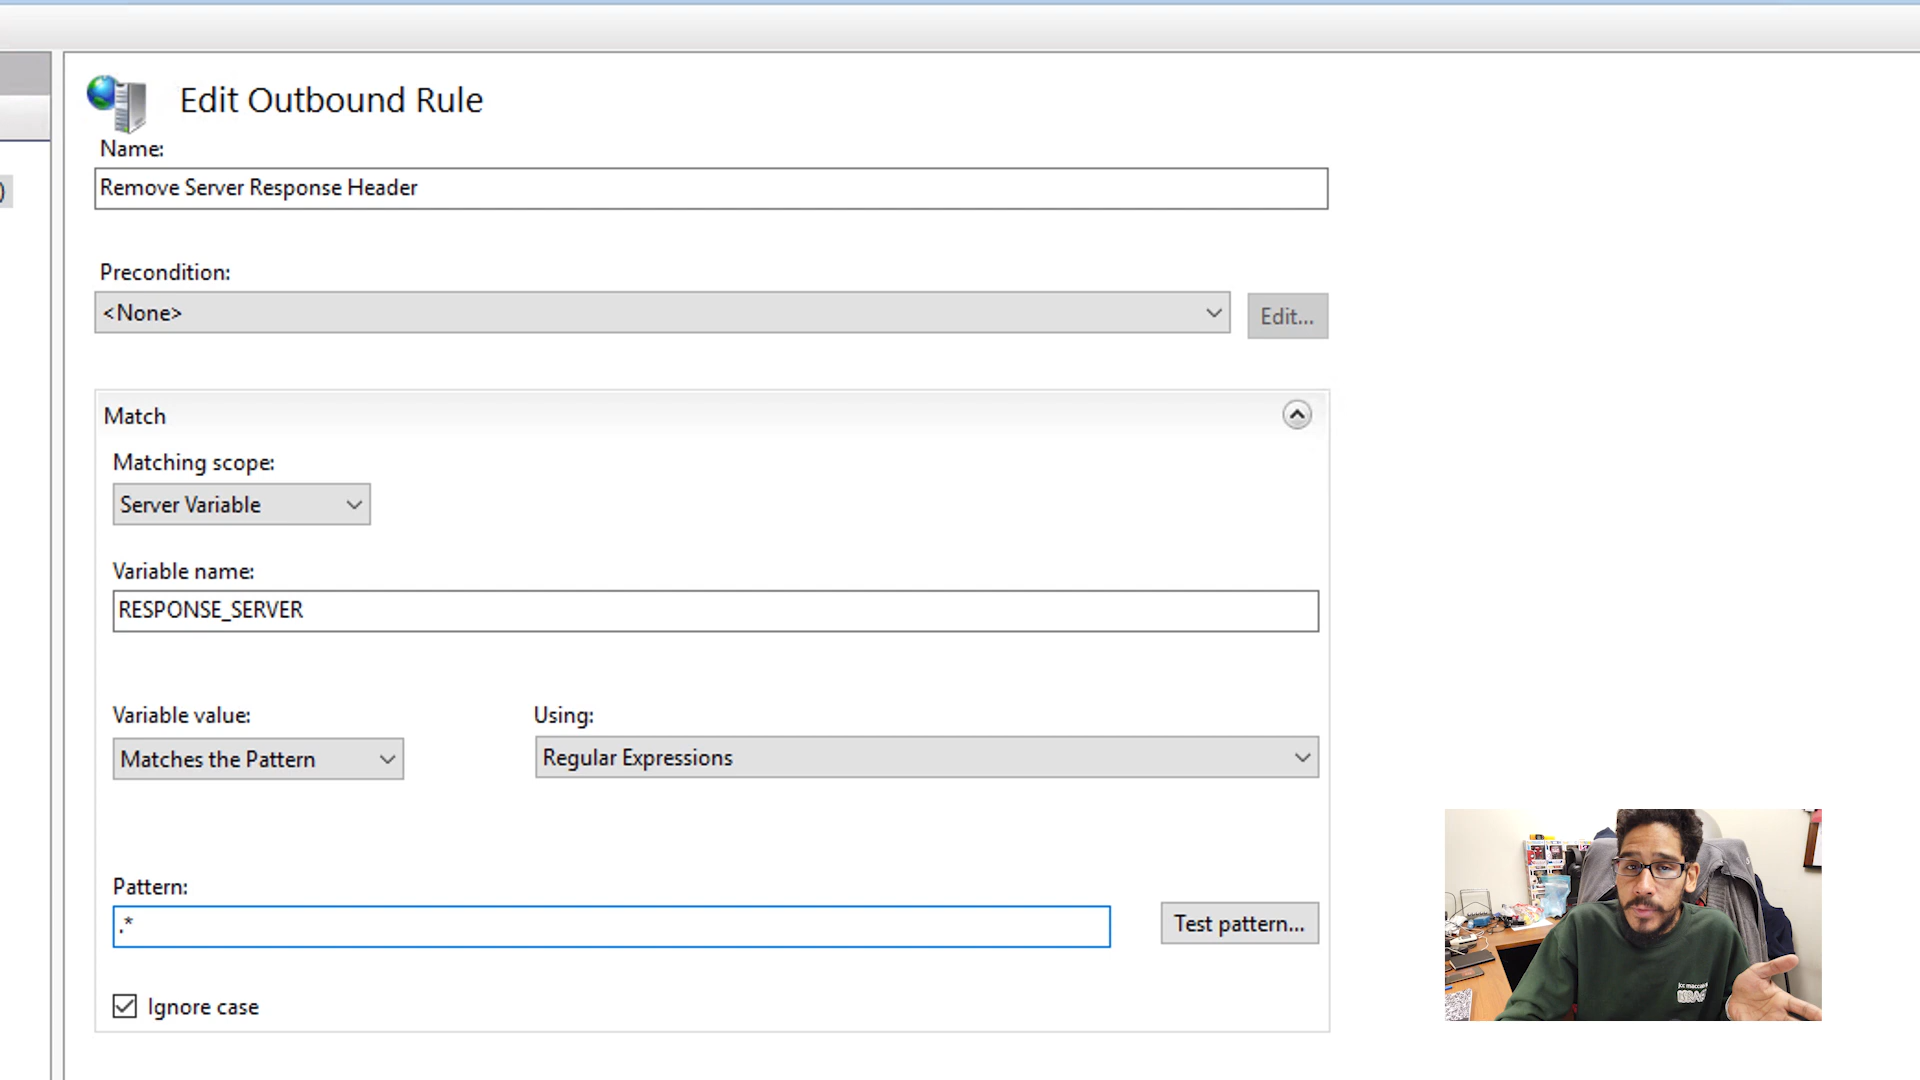 Edit Outbound Rule
Name:
Remove Server Response Header
)
Precondition:
<None>
Edit...
Match
Matching scope:
Server Variable
Variable name:
RESPONSE_SERVER
Variable value:
Using:
Matches the Pattern
Regular Expressions
Pattern:
.*
Test pattern...
Ignore case